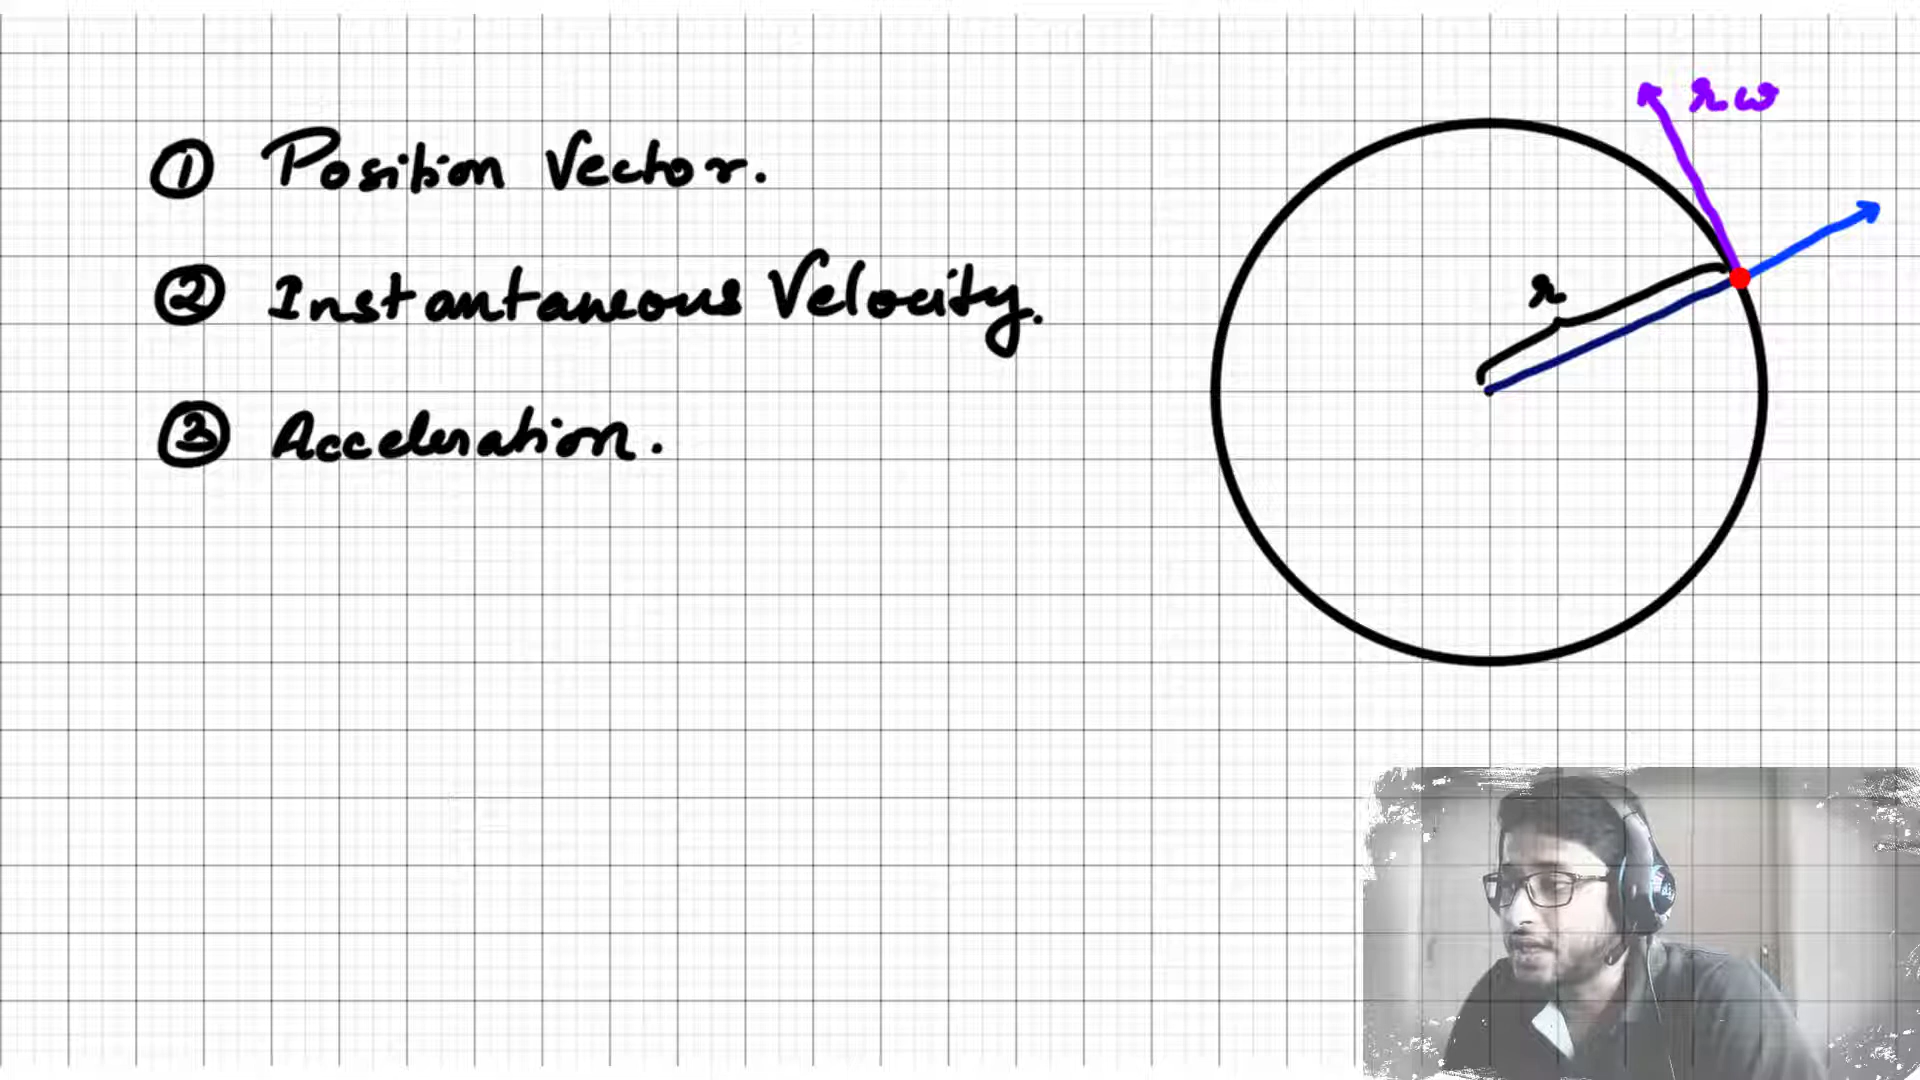 ① Position Vector.
② Instantaneous Velocity.
③ Acceleration.
rω
r